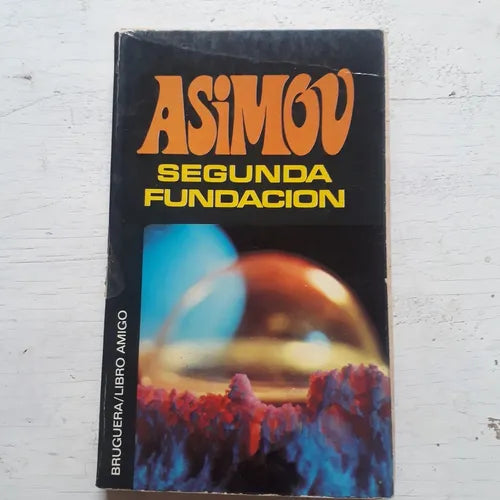 ASiMOV
SEGUNDA
FUNDACION
BRUGUERA/LIBRO AMIGO